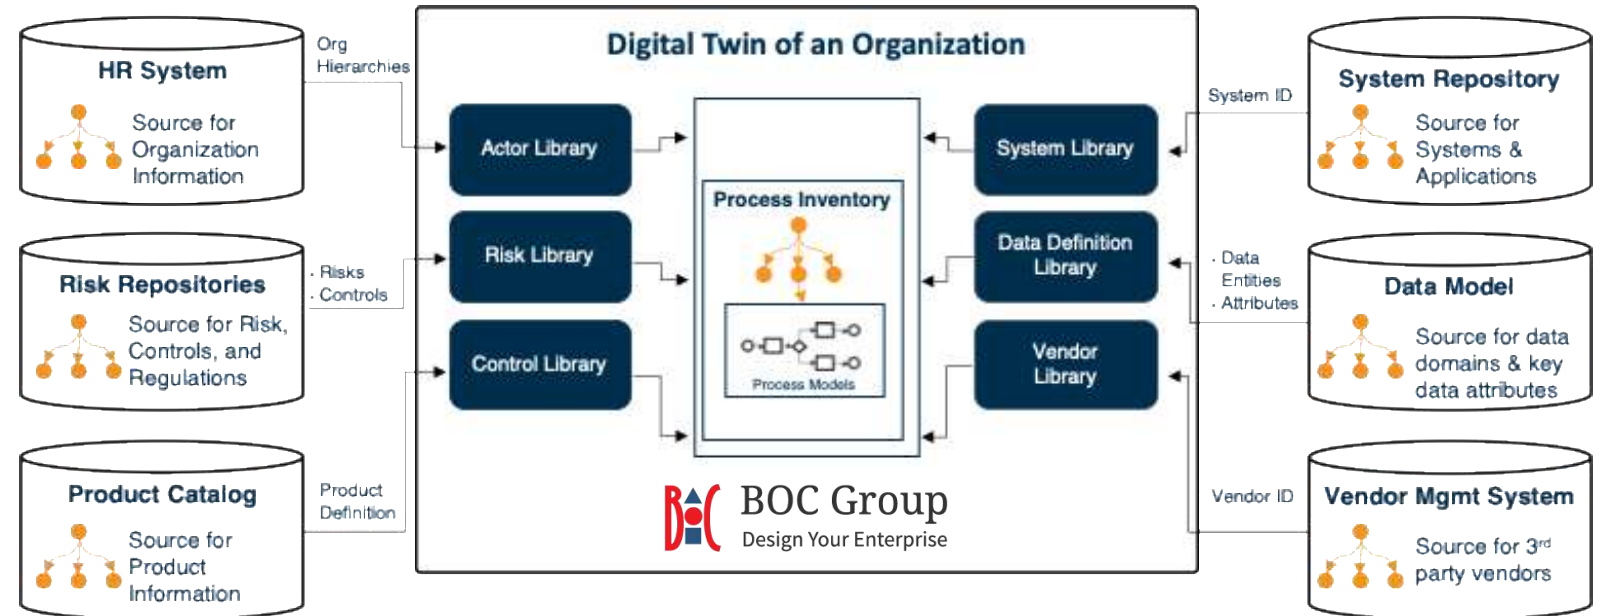 Digital Twin of an Organization
HR System
Source for
Organization
Information
Org
Hierarchies
Risk Repositories
Source for Risk,
Controls, and
Regulations
· Risks
· Controls
Product Catalog
Source for
Product
Information
Product
Definition
Actor Library
Risk Library
Control Library
Process Inventory
Process Models
System Library
Data Definition
Library
Vendor
Library
BOC Group
Design Your Enterprise
System ID
System Repository
Source for
Systems &
Applications
· Data
Entities
· Attributes
Data Model
Source for data
domains & key
data attributes
Vendor ID
Vendor Mgmt System
Source for 3rd
party vendors